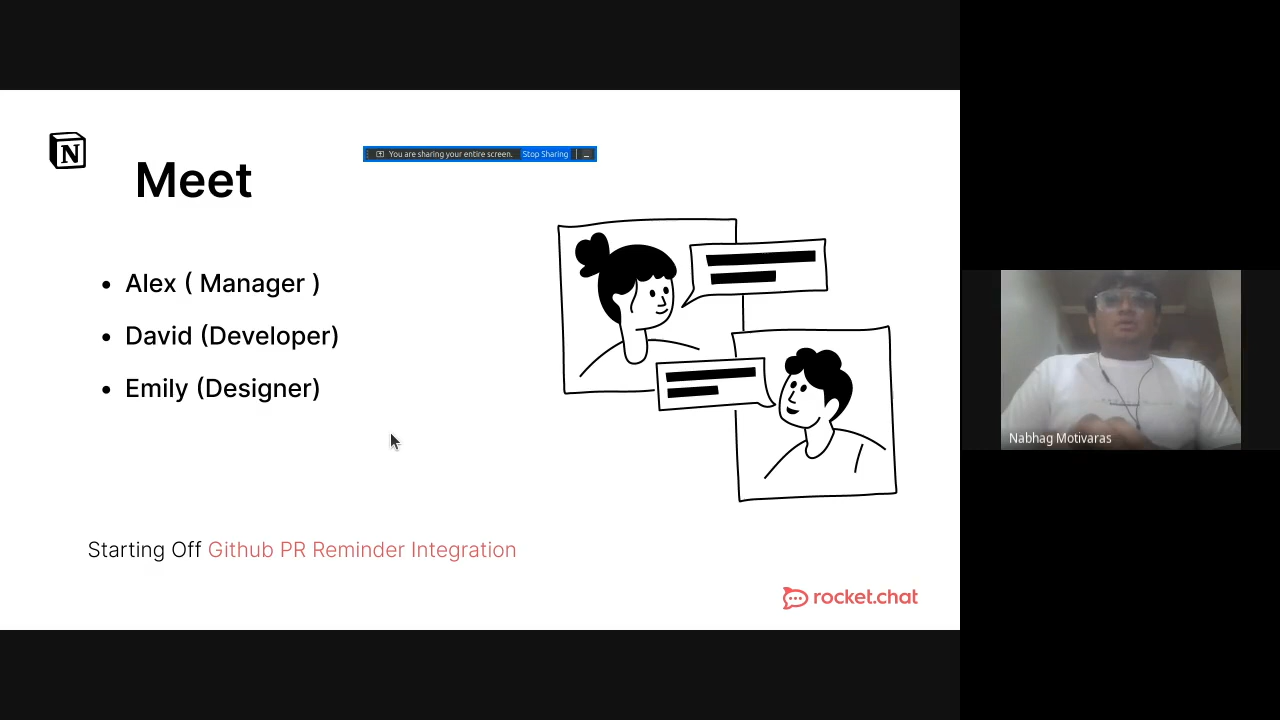 N
You are sharing your entire screen. Stop Sharing
Meet
Alex ( Manager )
David (Developer)
Emily (Designer)
Starting Off Github PR Reminder Integration
rocket.chat
Nabhag Motivaras